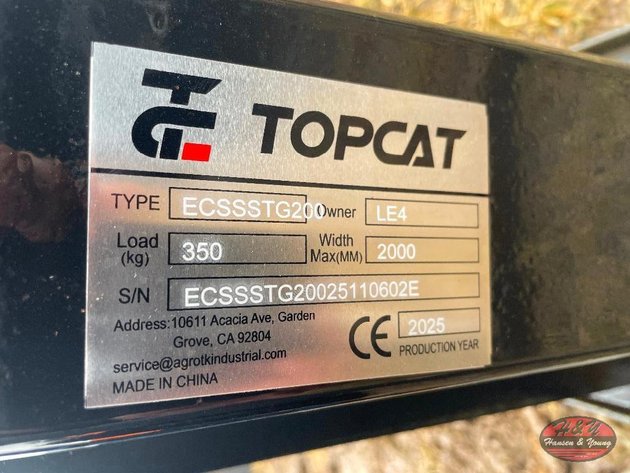 TOPCAT
TYPE ECSSSTG200 Owner LE4
Load (kg) 350 Width Max(MM) 2000
S/N ECSSSTG20025110602E
Address:10611 Acacia Ave, Garden
Grove, CA 92804
service@agrotkindustrial.com
MADE IN CHINA
CE 2025
PRODUCTION YEAR
H&Y
Hansen & Young